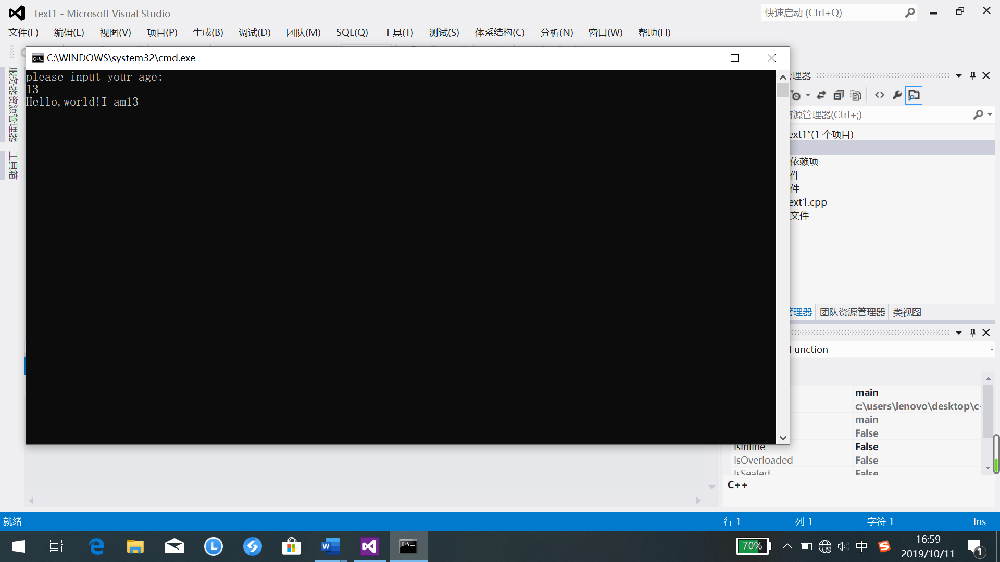 text1 - Microsoft Visual Studio
快速启动 (Ctrl+Q)
文件(F) 编辑(E) 视图(V) 项目(P) 生成(B) 调试(D) 团队(M) SQL(Q) 工具(T) 测试(S) 体系结构(C) 分析(N) 窗口(W) 帮助(H)
C:\WINDOWS\system32\cmd.exe
please input your age:
13
Hello,world!I am13
服务器资源管理器
工具箱
管理器
资源管理器(Ctrl+;)
ext1"(1 个项目)
依赖项
件
件
ext1.cpp
文件
管理器 团队资源管理器 类视图
Function
main
c:\users\lenovo\desktop\c-
main
False
IsInline False
IsOverloaded False
IsSealed False
C++
就绪 行 1 列 1 字符 1 Ins
70%
中
16:59
2019/10/11
1